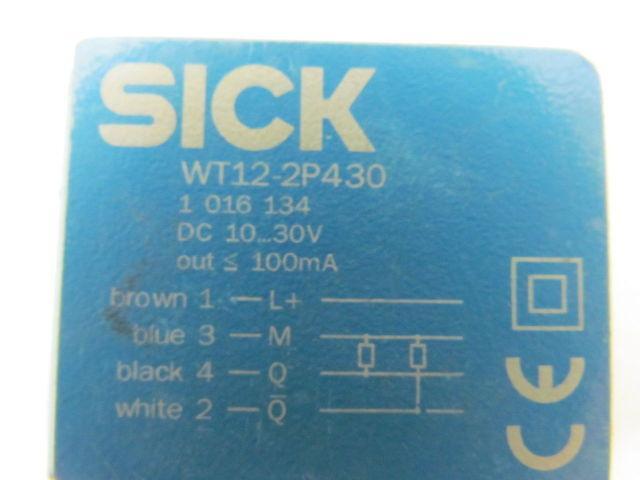 SICK
WT12-2P430
1 016 134
DC 10...30V
out ≤ 100mA
brown 1 — L+
blue 3 — M
black 4 — Q
white 2 — Q̅
CE